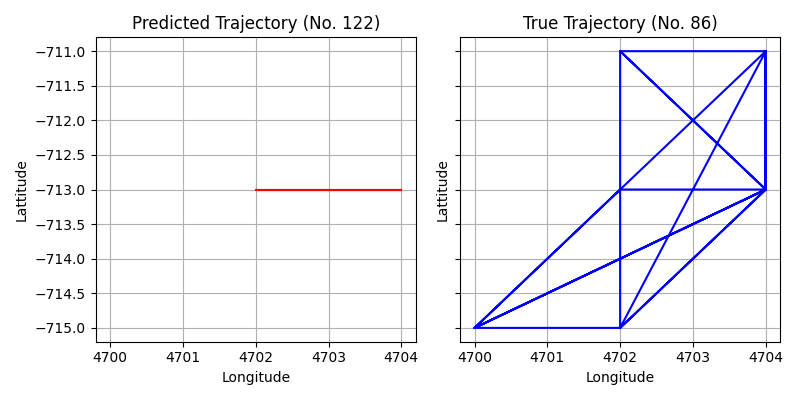 Predicted Trajectory (No. 122)
−711.0
−711.5
−712.0
−712.5
−713.0
−713.5
−714.0
−714.5
−715.0
Lattitude
4700 4701 4702 4703 4704
Longitude
True Trajectory (No. 86)
Lattitude
4700 4701 4702 4703 4704
Longitude